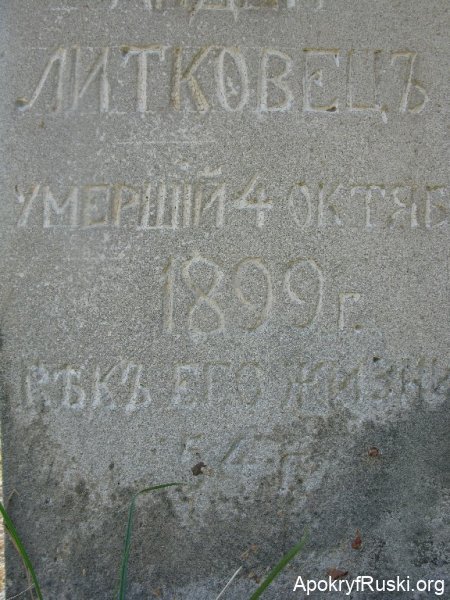 ЛИТКОВЕЦЪ
УМЕРШІЙ 4 ОКТЯБ
1899 г.
ВѢКЪ ЕГО ЖИЗНИ
ApokryfRuski.org